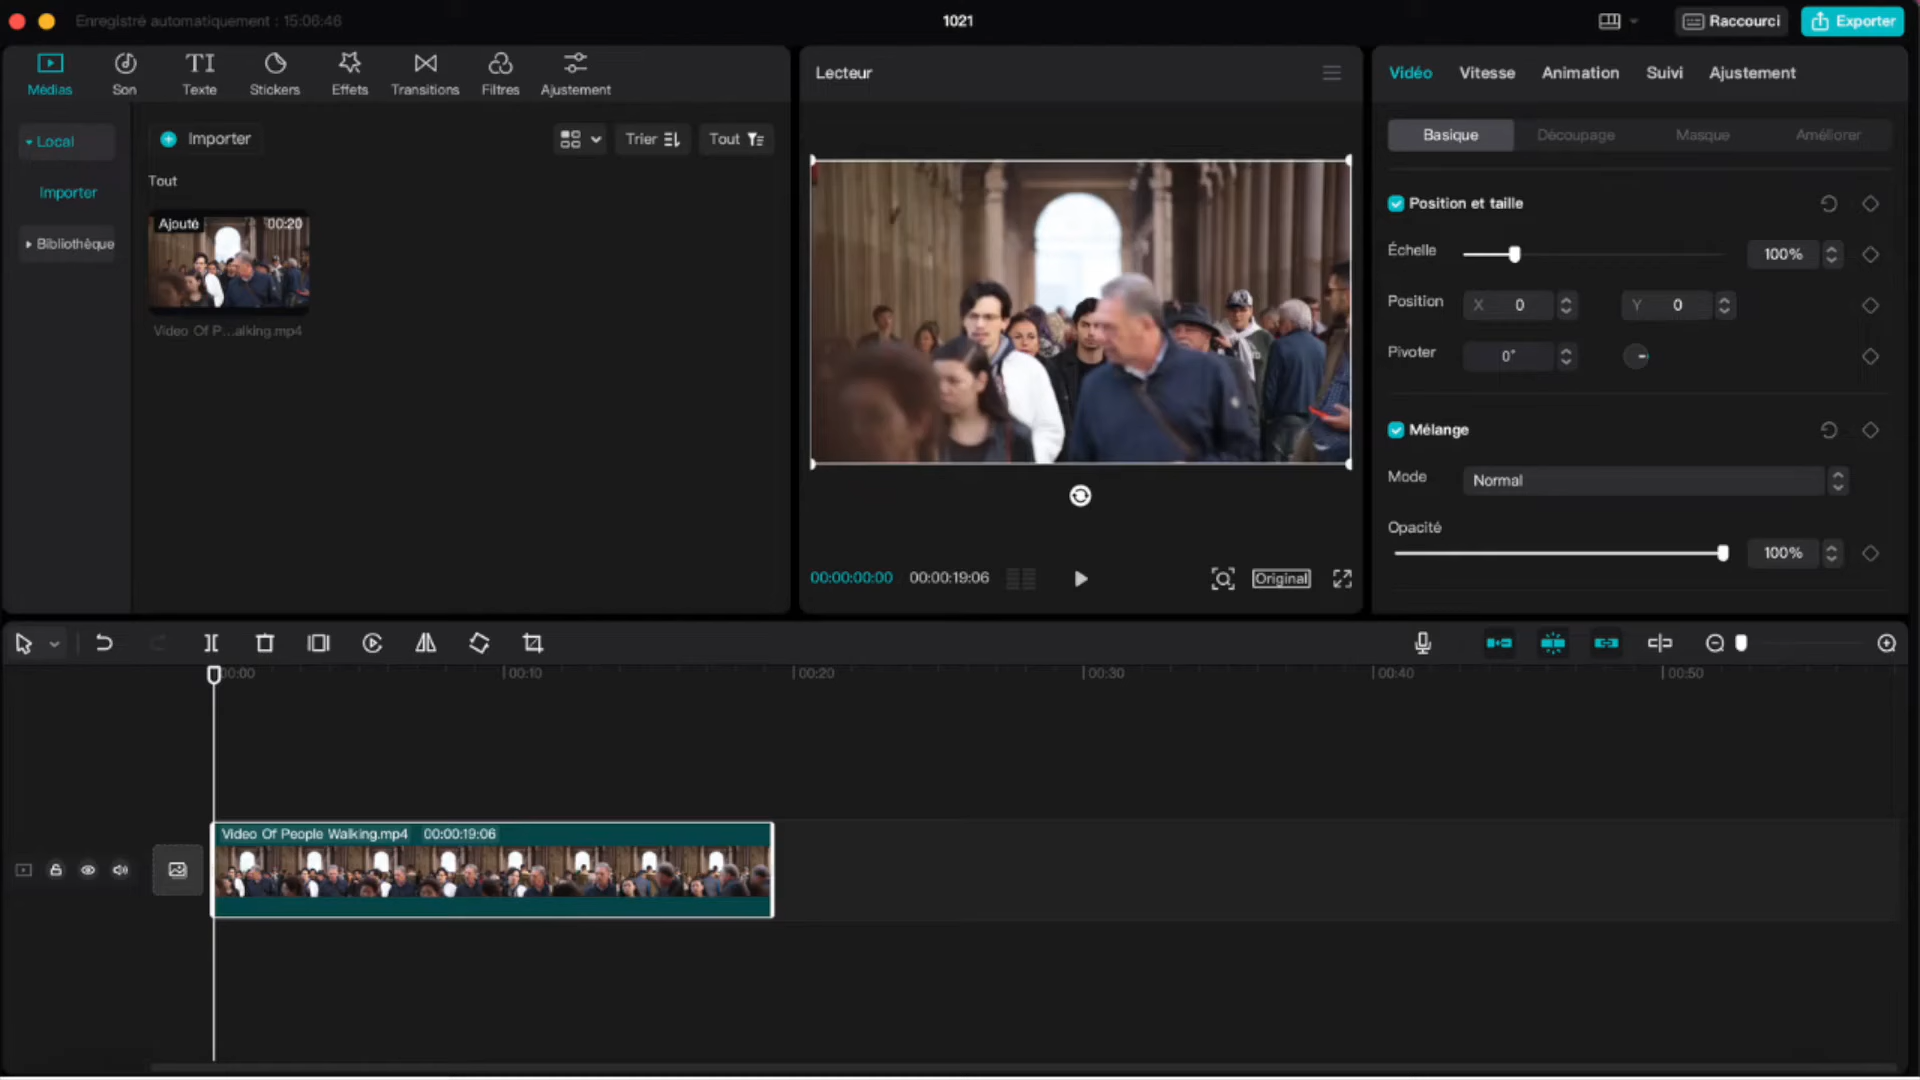 Enregistré automatiquement : 15:06:46
1021
Raccourci
Exporter
Médias
Son
Texte
Stickers
Effets
Transitions
Filtres
Ajustement
Local
Importer
Bibliothèque
Importer
Trier
Tout
Tout
Ajouté 00:20
Video Of P...alking.mp4
Lecteur
00:00:00:00 00:00:19:06
Original
Vidéo Vitesse Animation Suivi Ajustement
Basique Découpage Masque Améliorer
Position et taille
Échelle 100%
Position X 0 Y 0
Pivoter 0°
Mélange
Mode Normal
Opacité
100%
00:00 00:10 00:20 00:30 00:40 00:50
Video Of People Walking.mp4 00:00:19:06